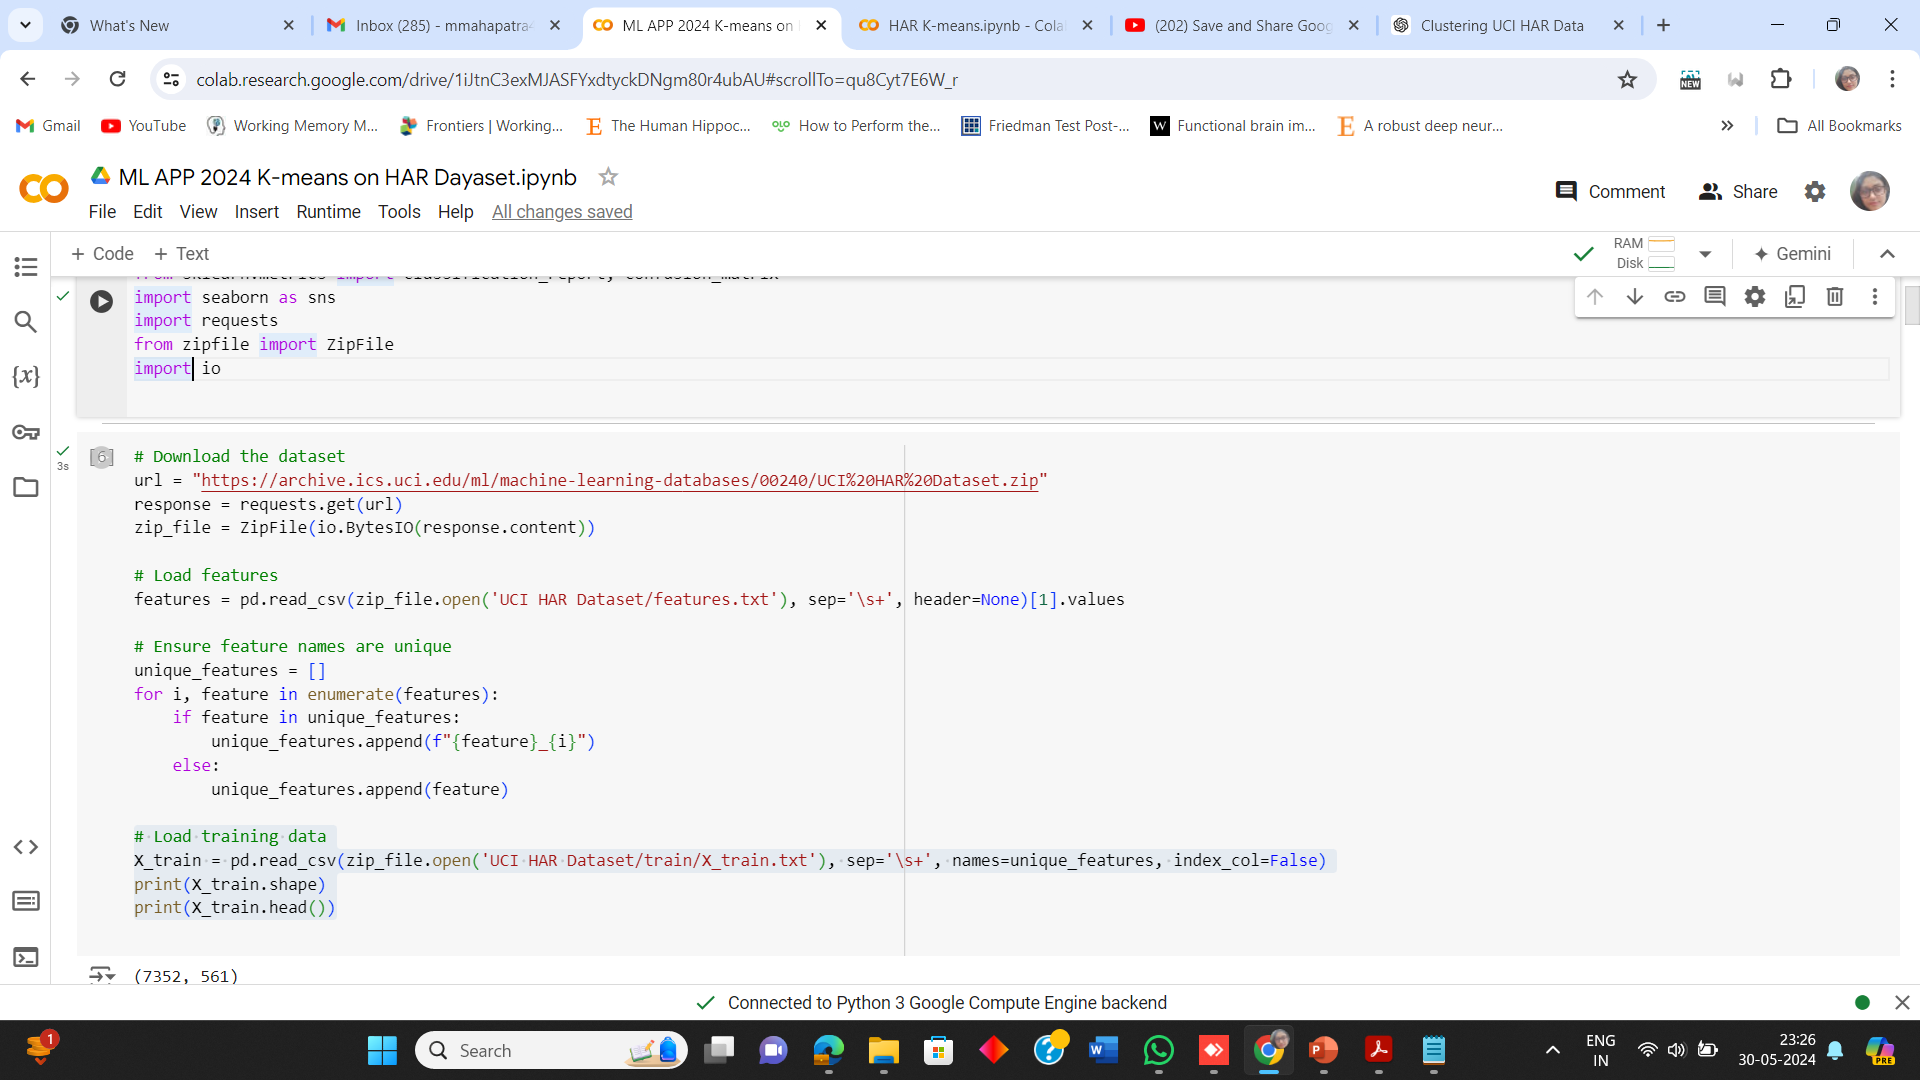 What's New
Inbox (285) - mmahapatra
ML APP 2024 K-means on
HAR K-means.ipynb - Cola
(202) Save and Share Goog
Clustering UCI HAR Data
colab.research.google.com/drive/1iJtnC3exMJASFYxdtyckDNgm80r4ubAU#scrollTo=qu8Cyt7E6W_r
NEW
Gmail
YouTube
Working Memory M...
Frontiers | Working...
The Human Hippoc...
How to Perform the...
Friedman Test Post-...
Functional brain im...
A robust deep neur...
All Bookmarks
ML APP 2024 K-means on HAR Dayaset.ipynb
Comment
Share
File Edit View Insert Runtime Tools Help All changes saved
+ Code + Text
RAM
Disk
Gemini
import seaborn as sns
import requests
from zipfile import ZipFile
import io
3s
[6]
# Download the dataset
url = "https://archive.ics.uci.edu/ml/machine-learning-databases/00240/UCI%20HAR%20Dataset.zip"
response = requests.get(url)
zip_file = ZipFile(io.BytesIO(response.content))
# Load features
features = pd.read_csv(zip_file.open('UCI HAR Dataset/features.txt'), sep='\s+', header=None)[1].values
# Ensure feature names are unique
unique_features = []
for i, feature in enumerate(features):
if feature in unique_features:
unique_features.append(f"{feature}_{i}")
else:
unique_features.append(feature)
# Load training data
X_train = pd.read_csv(zip_file.open('UCI HAR Dataset/train/X_train.txt'), sep='\s+', names=unique_features, index_col=False)
print(X_train.shape)
print(X_train.head())
(7352, 561)
Connected to Python 3 Google Compute Engine backend
1
Search
ENG
IN
23:26
30-05-2024
PRE